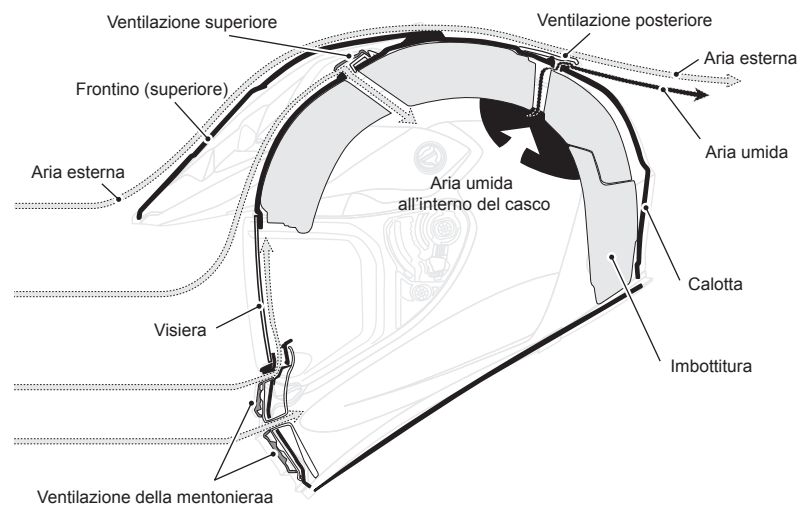 Ventilazione superiore
Ventilazione posteriore
Aria esterna
Frontino (superiore)
Aria umida
Aria esterna
Aria umida
all'interno del casco
Calotta
Visiera
Imbottitura
Ventilazione della mentonieraa